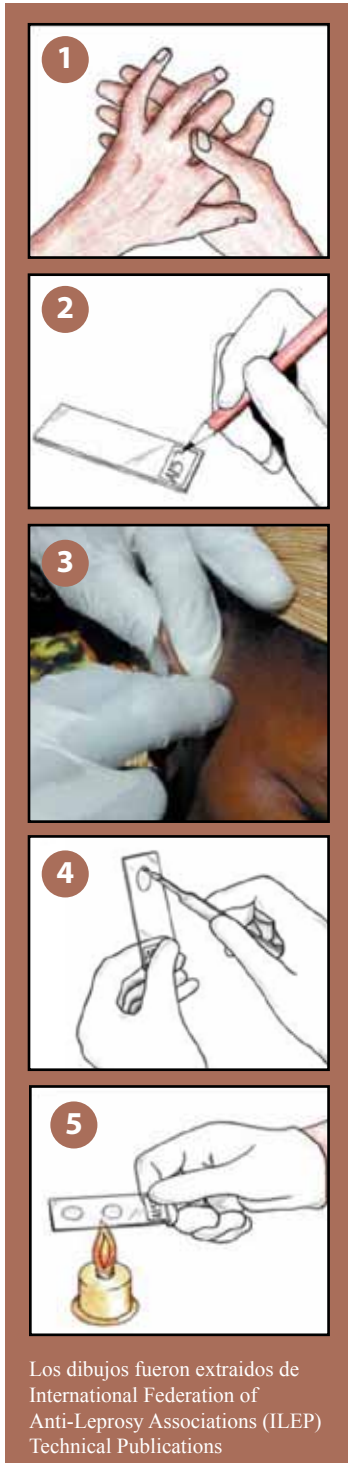 1
2
3
4
5
Los dibujos fueron extraidos de
International Federation of
Anti-Leprosy Associations (ILEP)
Technical Publications